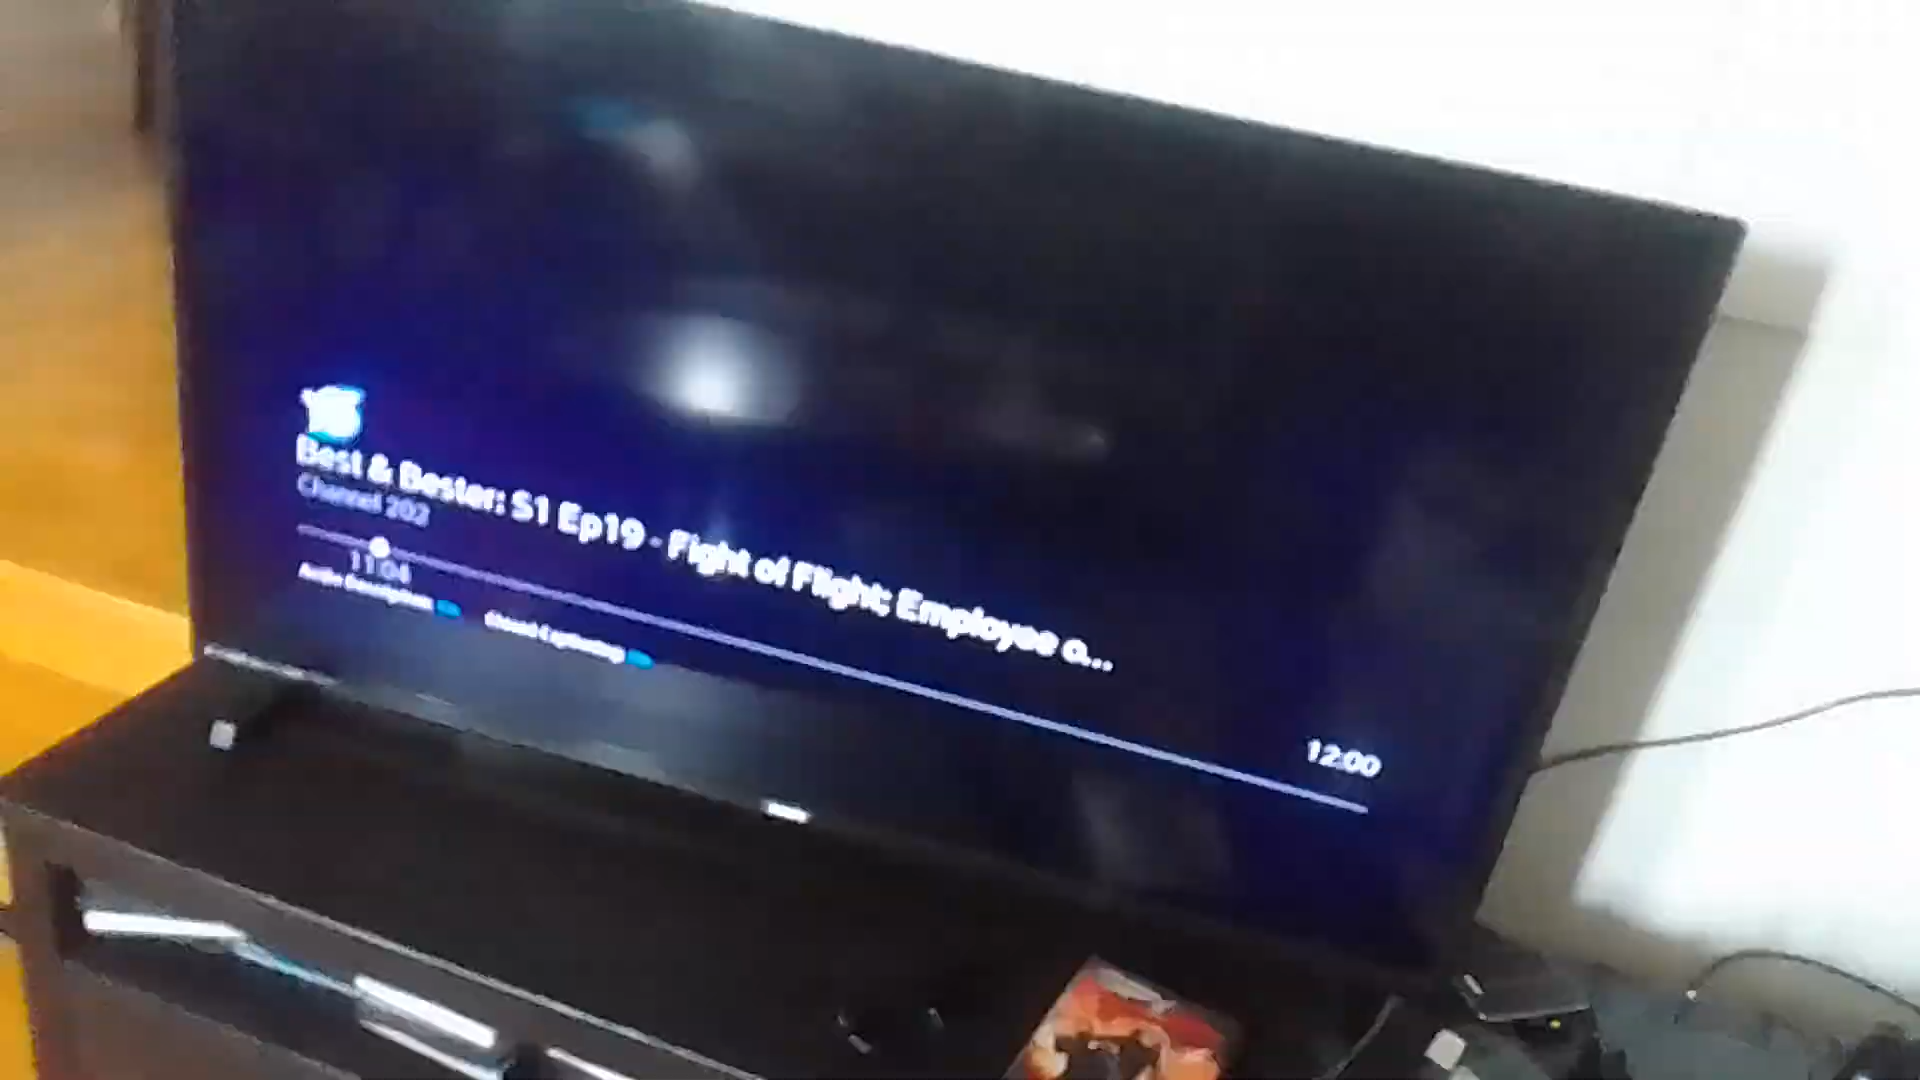 Best & Bester: S1 Ep19 - Fight of Flight; Employee o...
Channel 202
11:04
12:00
Audio Description
Closed Captioning